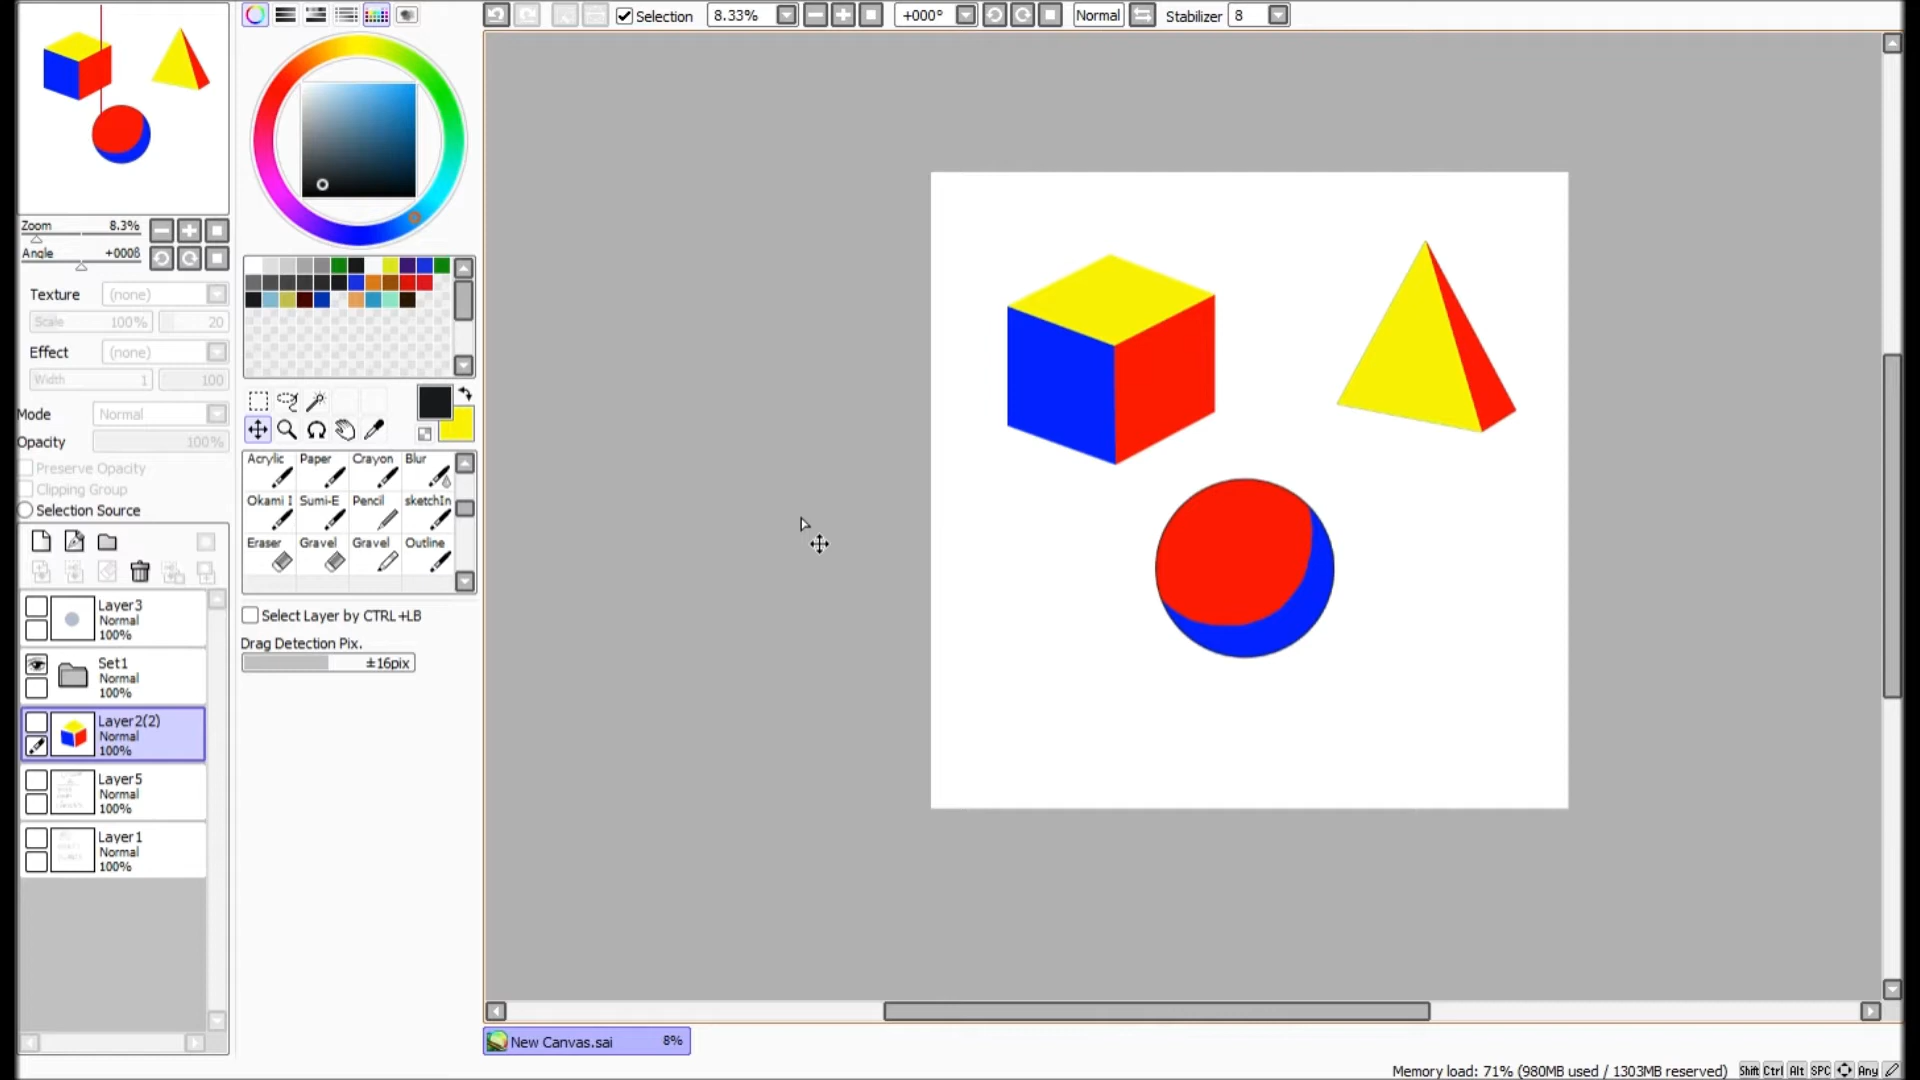 Selection 8.33% +000° Normal Stabilizer 8
Zoom 8.3%
Angle +0008
Texture (none)
Scale 100% 20
Effect (none)
Width 1 100
Mode Normal
Opacity 100%
Preserve Opacity
Clipping Group
Selection Source
Layer3
Normal
100%
Set1
Normal
100%
Layer2(2)
Normal
100%
Layer5
Normal
100%
Layer1
Normal
100%
Acrylic Paper Crayon Blur
Okami I Sumi-E Pencil sketchIn
Eraser Gravel Gravel Outline
Select Layer by CTRL+LB
Drag Detection Pix.
±16pix
New Canvas.sai 8%
Memory load: 71% (980MB used / 1303MB reserved) Shift Ctrl Alt SPC Any